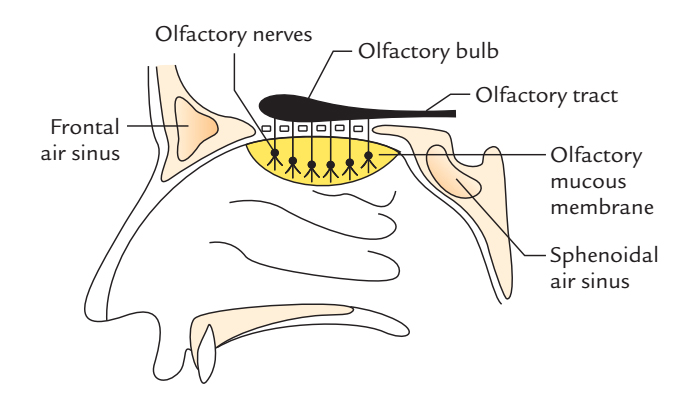 Olfactory nerves
Olfactory bulb
Olfactory tract
Frontal
air sinus
Olfactory
mucous
membrane
Sphenoidal
air sinus